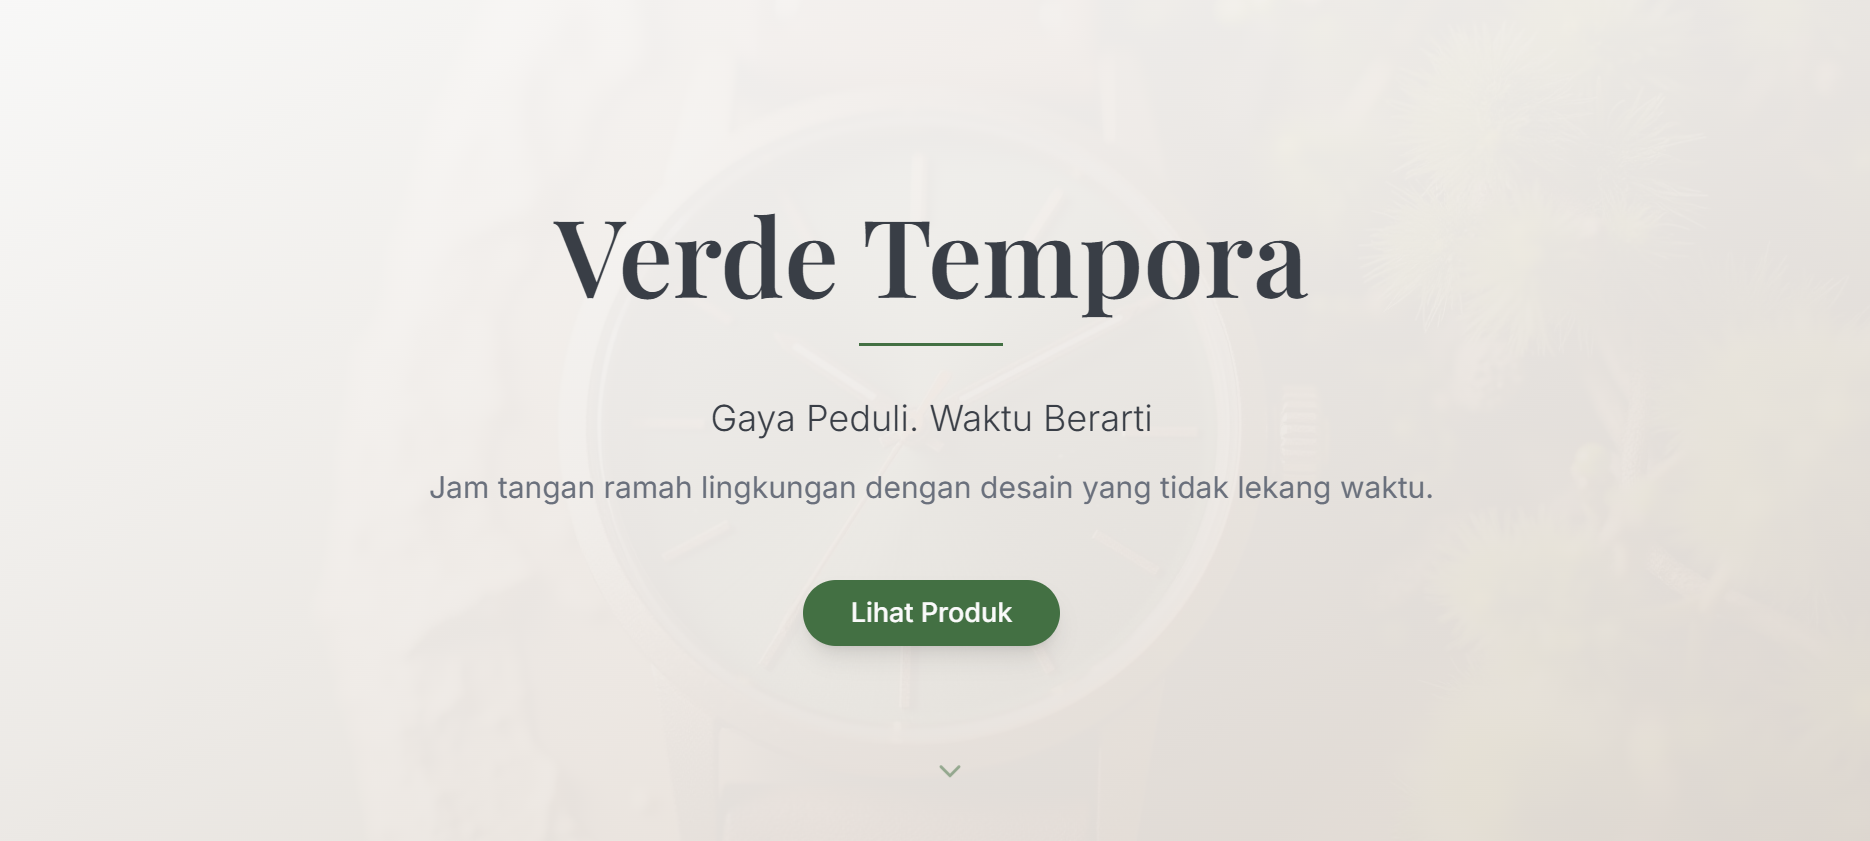 Verde Tempora
Gaya Peduli. Waktu Berarti
Jam tangan ramah lingkungan dengan desain yang tidak lekang waktu.
Lihat Produk